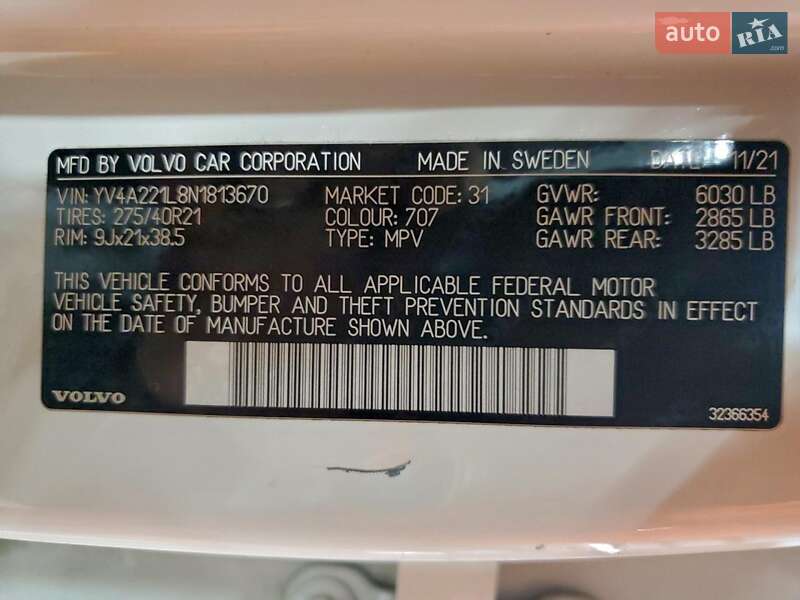 auto RIA.com
MFD BY VOLVO CAR CORPORATION MADE IN SWEDEN DATE 11/21
VIN: YV4A221L8N1813670 MARKET CODE: 31 GVWR: 6030 LB
TIRES: 275/40R21 COLOUR: 707 GAWR FRONT: 2865 LB
RIM: 9Jx21x38.5 TYPE: MPV GAWR REAR: 3285 LB
THIS VEHICLE CONFORMS TO ALL APPLICABLE FEDERAL MOTOR
VEHICLE SAFETY, BUMPER AND THEFT PREVENTION STANDARDS IN EFFECT
ON THE DATE OF MANUFACTURE SHOWN ABOVE.
VOLVO 32366354